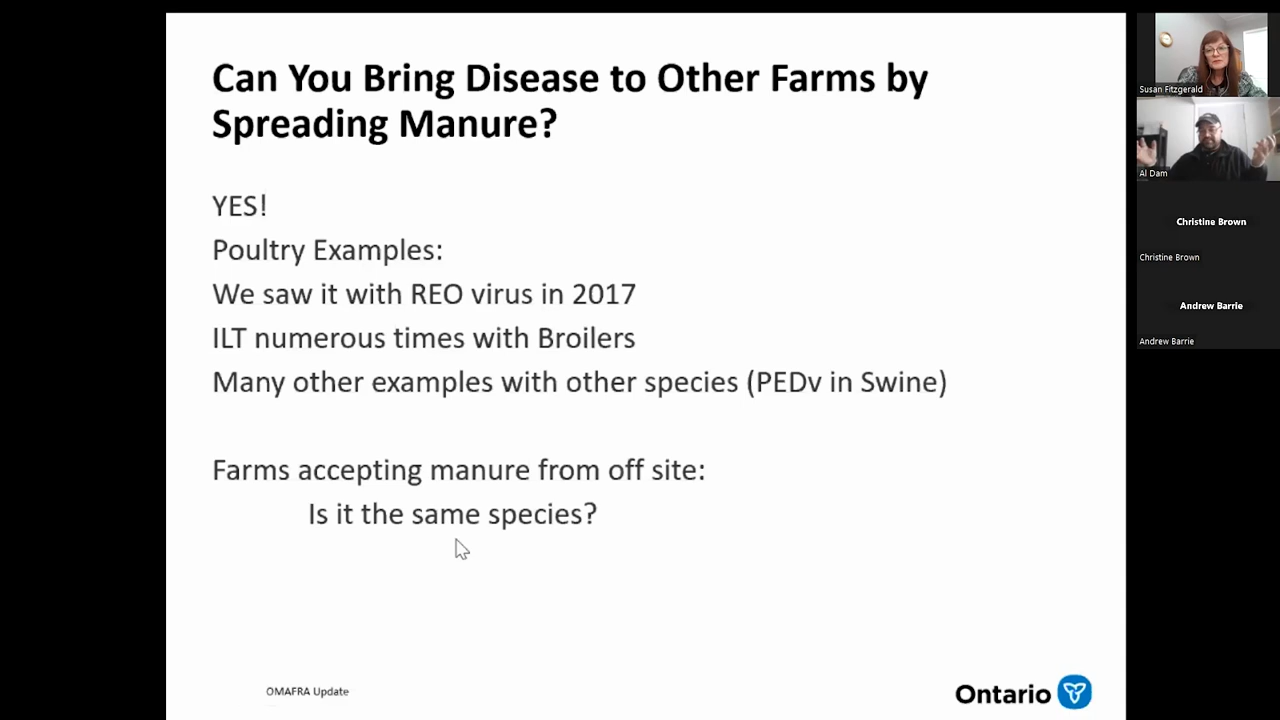 Can You Bring Disease to Other Farms by
Spreading Manure?
YES!
Poultry Examples:
We saw it with REO virus in 2017
ILT numerous times with Broilers
Many other examples with other species (PEDv in Swine)
Farms accepting manure from off site:
Is it the same species?
OMAFRA Update
Ontario
Susan Fitzgerald
Al Dam
Christine Brown
Christine Brown
Andrew Barrie
Andrew Barrie